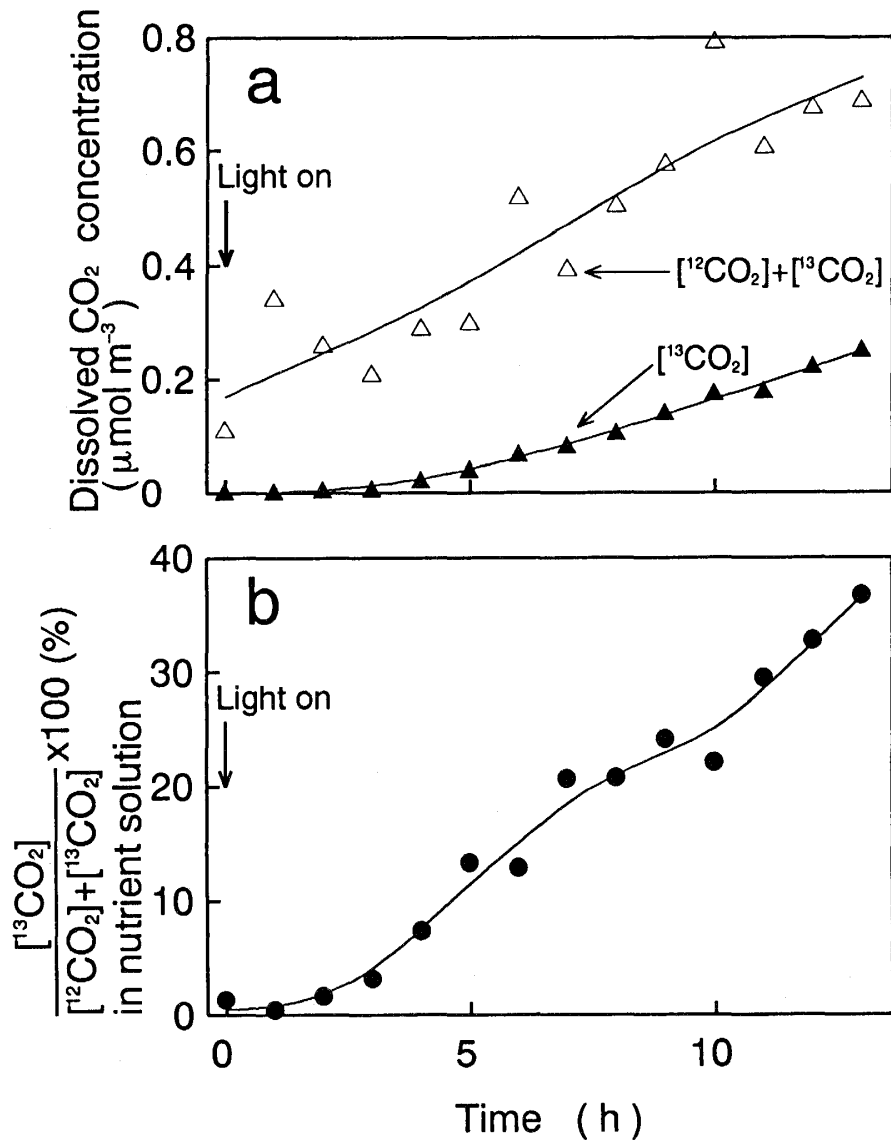 a
0.8
0.6
0.4
0.2
0
Dissolved CO₂ concentration
(μmol m⁻³)
Light on
[¹²CO₂]+[¹³CO₂]
[¹³CO₂]
b
40
30
20
10
0
[¹³CO₂]
[¹²CO₂]+[¹³CO₂]
x100 (%)
in nutrient solution
Light on
0 5 10
Time (h)